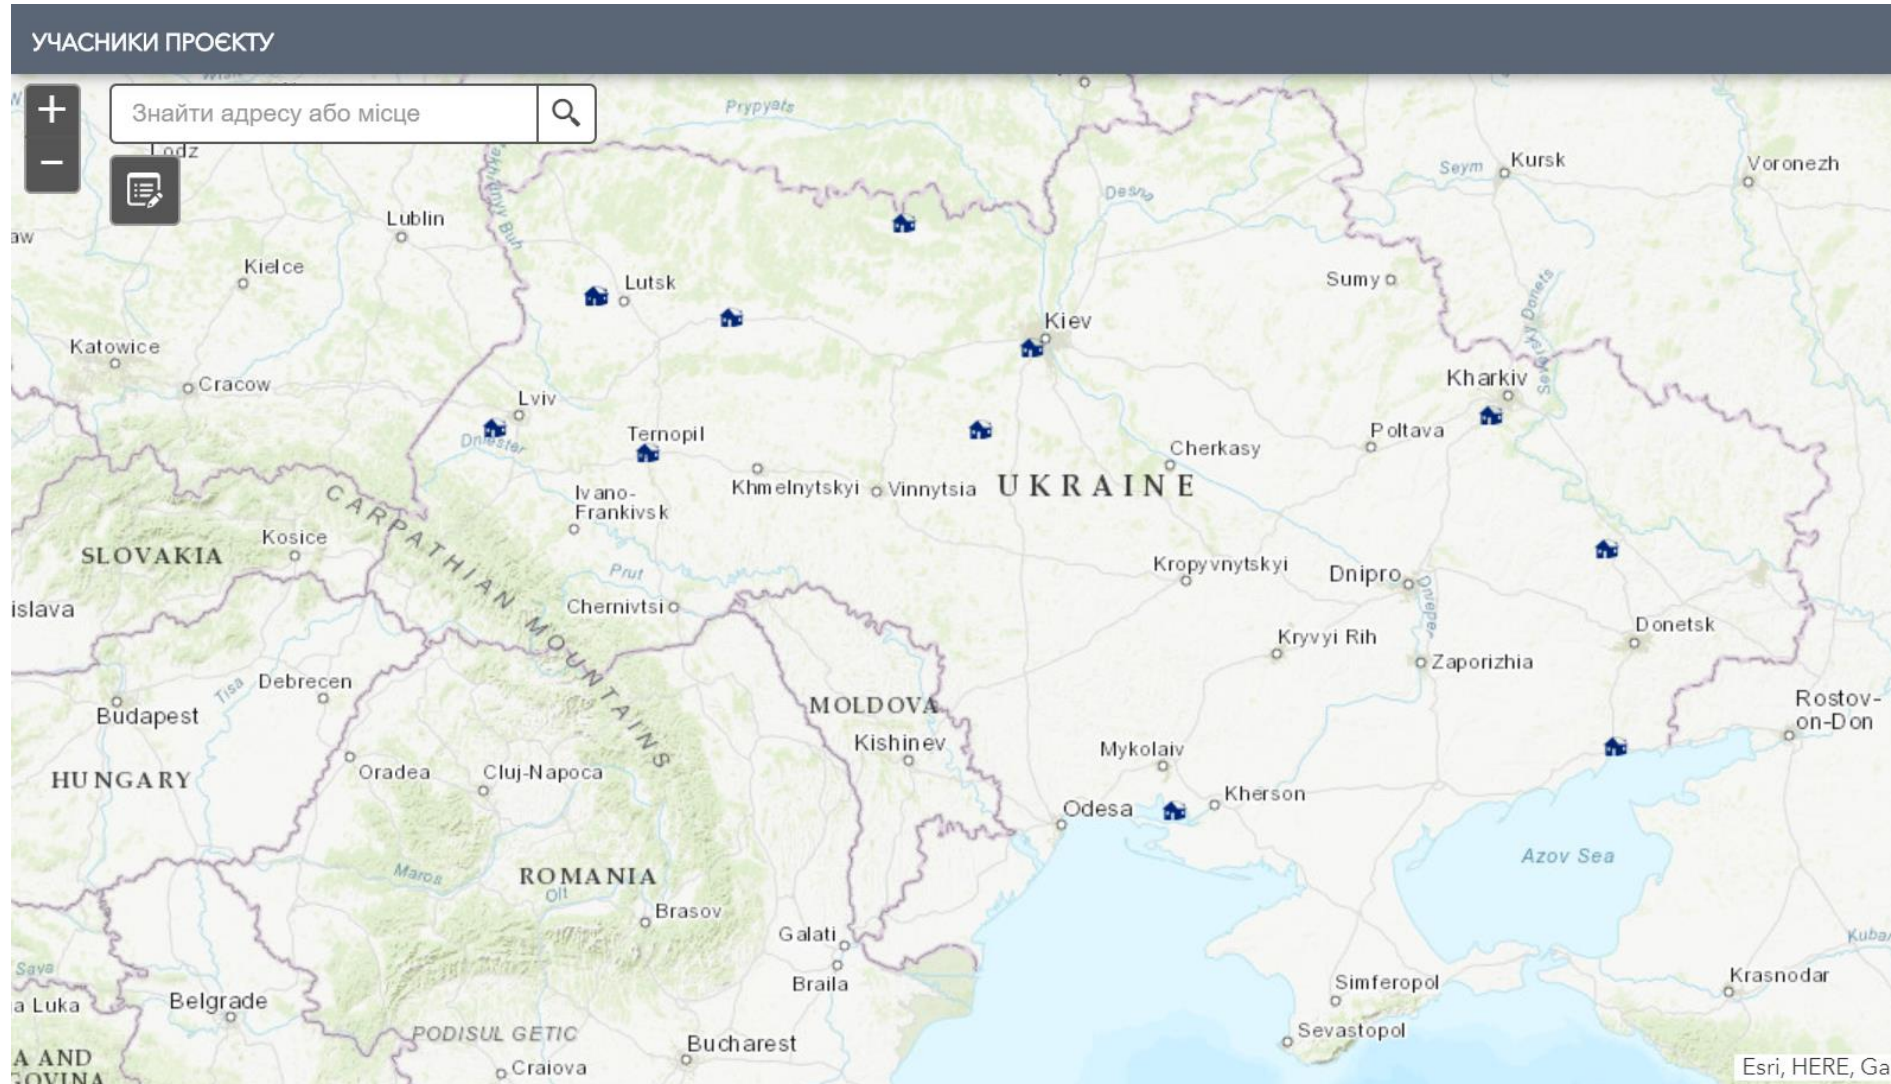 УЧАСНИКИ ПРОЄКТУ
+
Знайти адресу або місце
−
Prypyats
Lodz
Desna
Seym
Kursk
Voronezh
Lublin
aw
Kielce
Lutsk
Sumy
Kiev
Katowice
Cracow
Kharkiv
Lviv
Dniester
Ternopil
Poltava
Cherkasy
Khmelnytskyi
Vinnytsia
UKRAINE
Ivano-
Frankivsk
CARPATHIAN MOUNTAINS
Kosice
SLOVAKIA
Prut
Kropyvnytskyi
Dnipro
Dnieper
islava
Chernivtsi
Donetsk
Kryvyi Rih
Zaporizhia
Tisa
Debrecen
Budapest
MOLDOVA
Rostov-
on-Don
Kishinev
Mykolaiv
HUNGARY
Oradea
Cluj-Napoca
Kherson
Odesa
Azov Sea
Maros
ROMANIA
Olt
Brasov
Galati
Sava
Braila
Simferopol
Krasnodar
a Luka
Belgrade
PODISUL GETIC
Bucharest
Sevastopol
A AND
GOVINA
Craiova
Esri, HERE, Ga